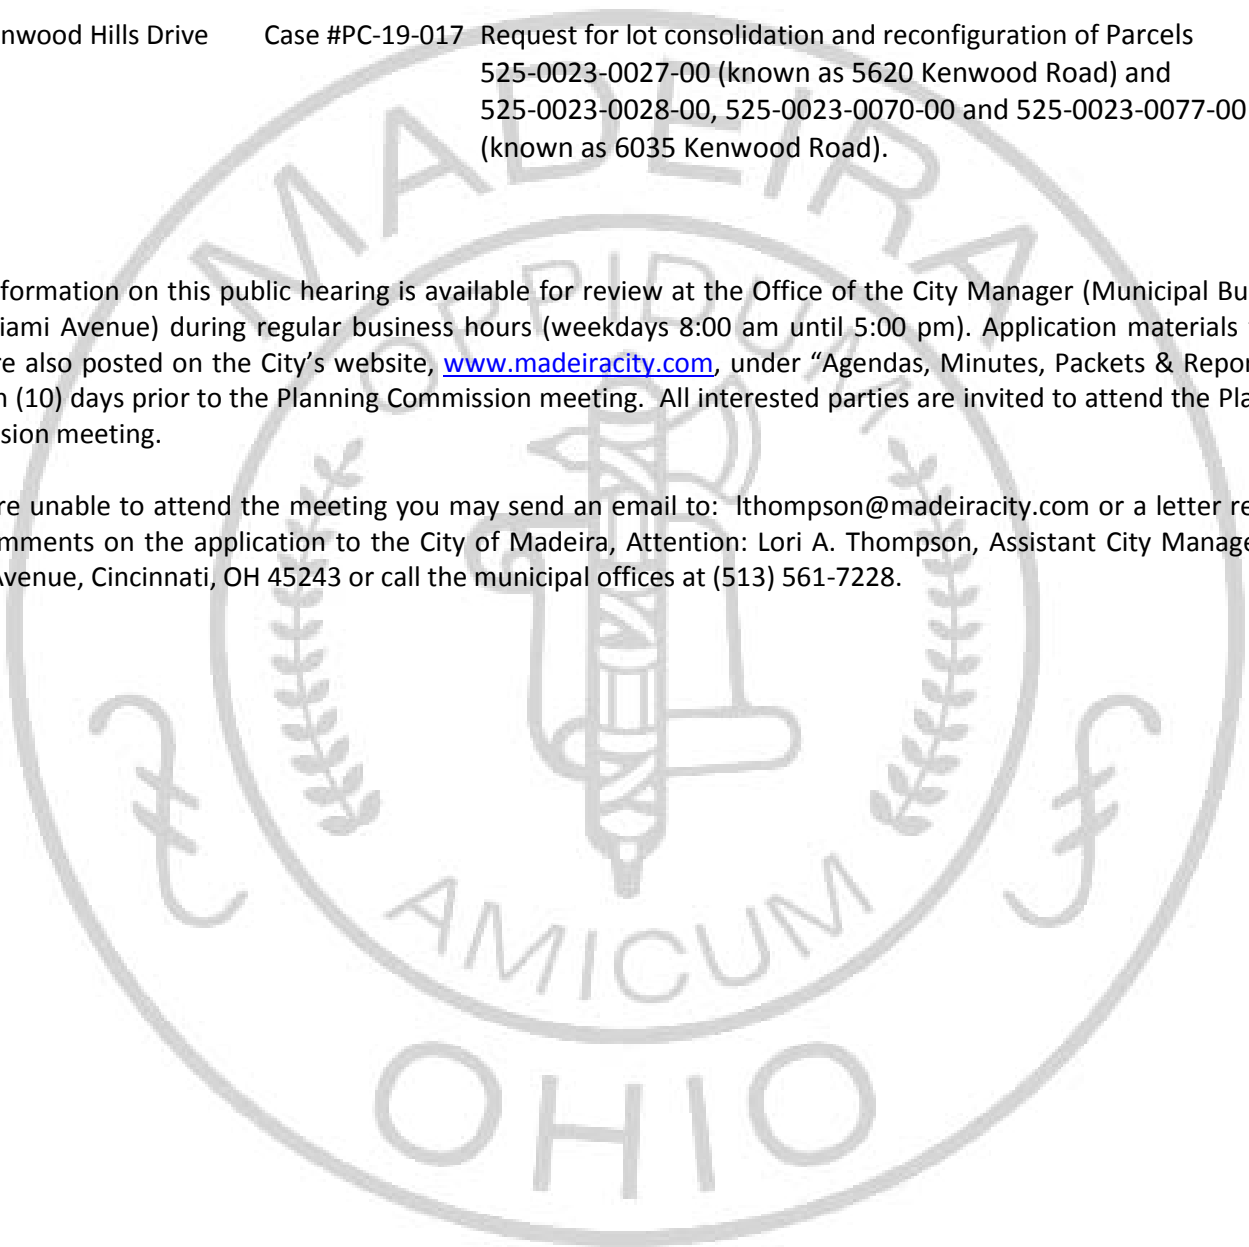 nwood Hills Drive Case #PC-19-017 Request for lot consolidation and reconfiguration of Parcels
525-0023-0027-00 (known as 5620 Kenwood Road) and
525-0023-0028-00, 525-0023-0070-00 and 525-0023-0077-00
(known as 6035 Kenwood Road).
MADEIRA
OPPIDUM
formation on this public hearing is available for review at the Office of the City Manager (Municipal Bu
iami Avenue) during regular business hours (weekdays 8:00 am until 5:00 pm). Application materials
re also posted on the City's website, www.madeiracity.com, under “Agendas, Minutes, Packets & Repor
n (10) days prior to the Planning Commission meeting. All interested parties are invited to attend the Pla
sion meeting.
re unable to attend the meeting you may send an email to: lthompson@madeiracity.com or a letter re
mments on the application to the City of Madeira, Attention: Lori A. Thompson, Assistant City Manage
Avenue, Cincinnati, OH 45243 or call the municipal offices at (513) 561-7228.
AMICUM
OHIO